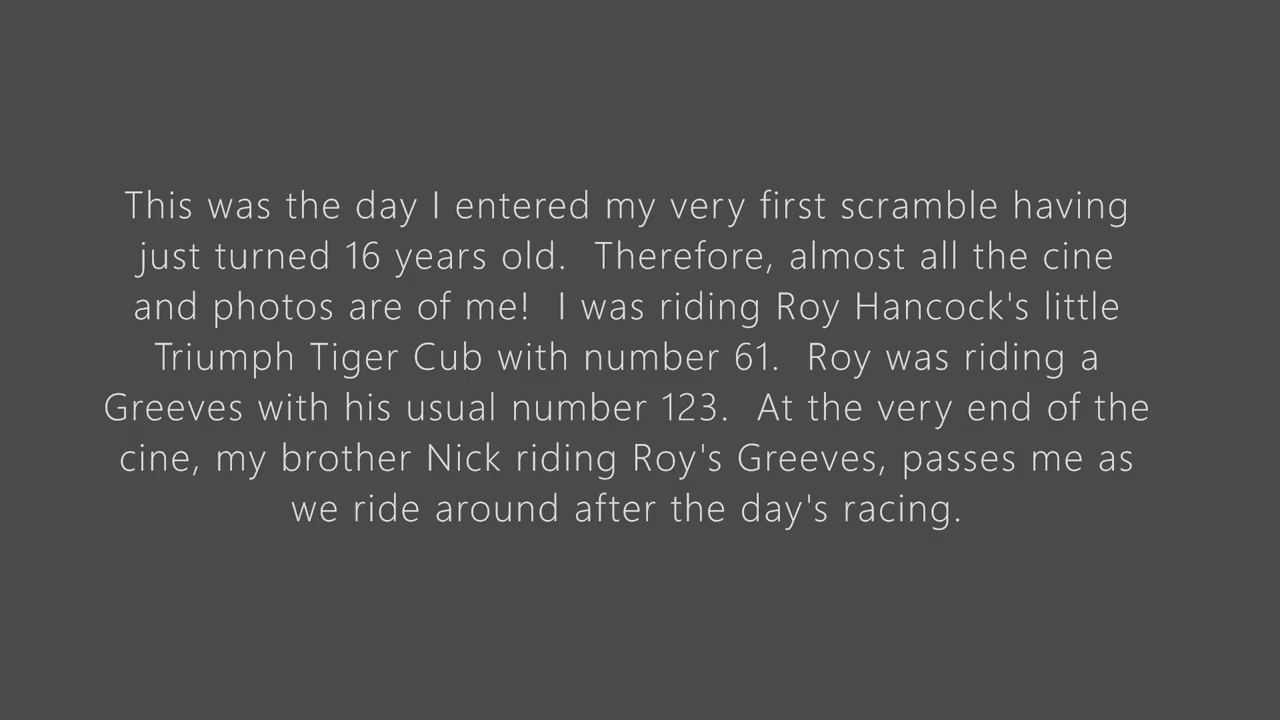 This was the day I entered my very first scramble having
just turned 16 years old.  Therefore, almost all the cine
and photos are of me!  I was riding Roy Hancock's little
Triumph Tiger Cub with number 61.  Roy was riding a
Greeves with his usual number 123.  At the very end of the
cine, my brother Nick riding Roy's Greeves, passes me as
we ride around after the day's racing.